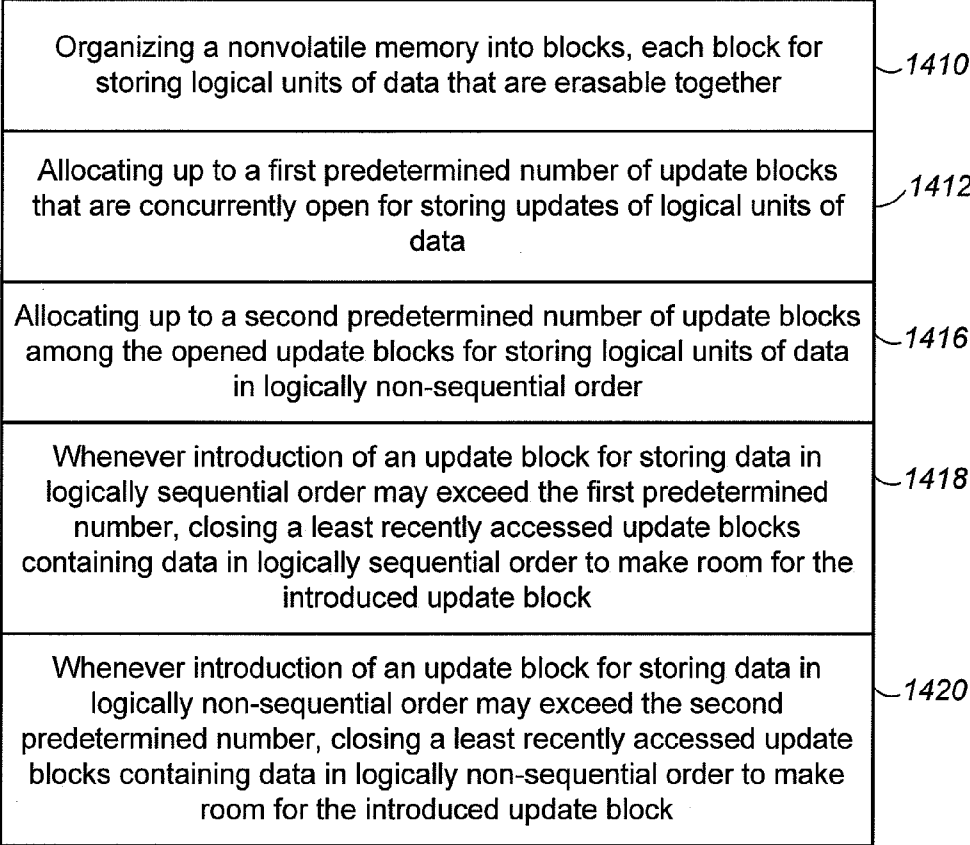 Organizing a nonvolatile memory into blocks, each block for
storing logical units of data that are erasable together
1410
Allocating up to a first predetermined number of update blocks
that are concurrently open for storing updates of logical units of
data
1412
Allocating up to a second predetermined number of update blocks
among the opened update blocks for storing logical units of data
in logically non-sequential order
1416
Whenever introduction of an update block for storing data in
logically sequential order may exceed the first predetermined
number, closing a least recently accessed update blocks
containing data in logically sequential order to make room for the
introduced update block
1418
Whenever introduction of an update block for storing data in
logically non-sequential order may exceed the second
predetermined number, closing a least recently accessed update
blocks containing data in logically non-sequential order to make
room for the introduced update block
1420